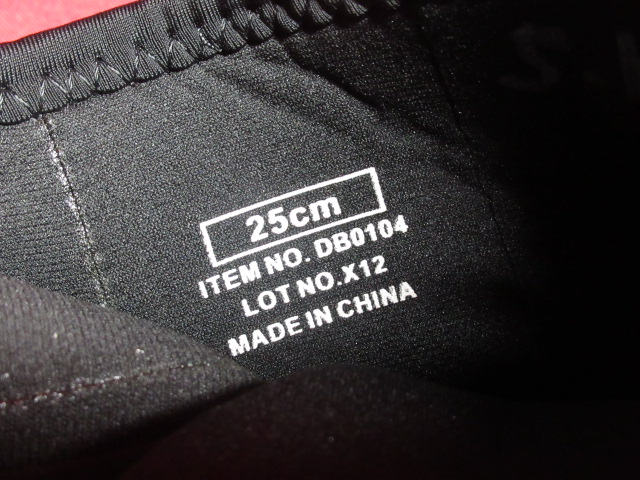 25cm
ITEM NO. DB0104
LOT NO.X12
MADE IN CHINA